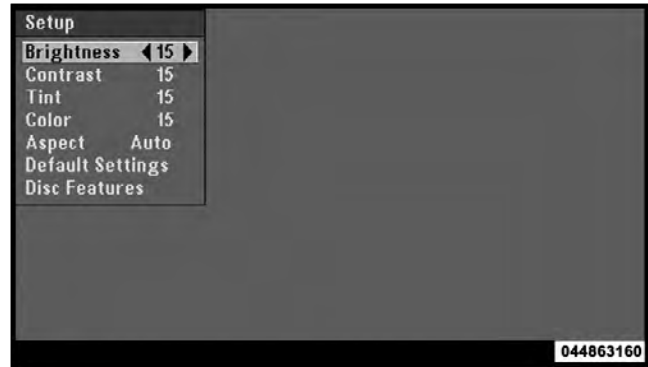 Setup
Brightness ◀15▶
Contrast 15
Tint 15
Color 15
Aspect Auto
Default Settings
Disc Features
044863160